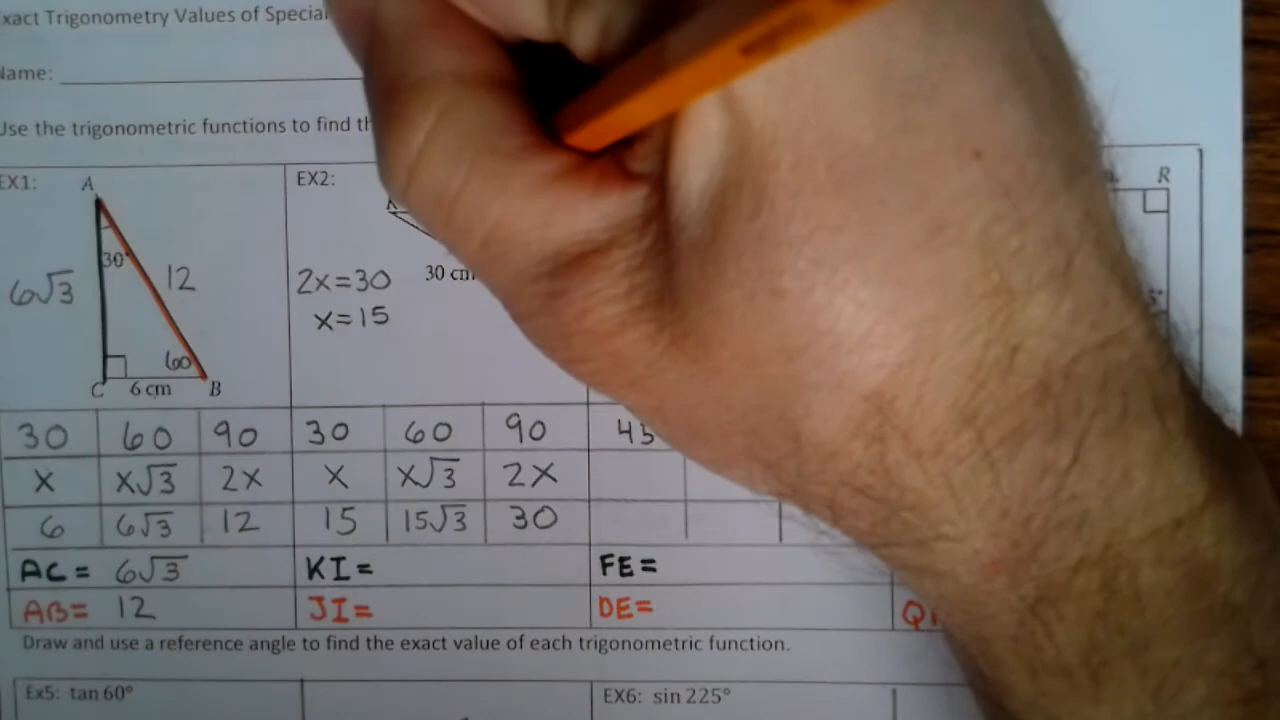 xact Trigonometry Values of Special
Name:
Use the trigonometric functions to find th
EX1:
A
30°
6√3
12
60
C
6 cm
B
EX2:
K
2x=30
30 cm
x=15
R
5°
30 60 90 30 60 90 45
x x√3 2x x x√3 2x
6 6√3 12 15 15√3 30
AC = 6√3 KI= FE=
AB= 12 JI= DE=
Draw and use a reference angle to find the exact value of each trigonometric function.
Ex5: tan 60° EX6: sin 225°